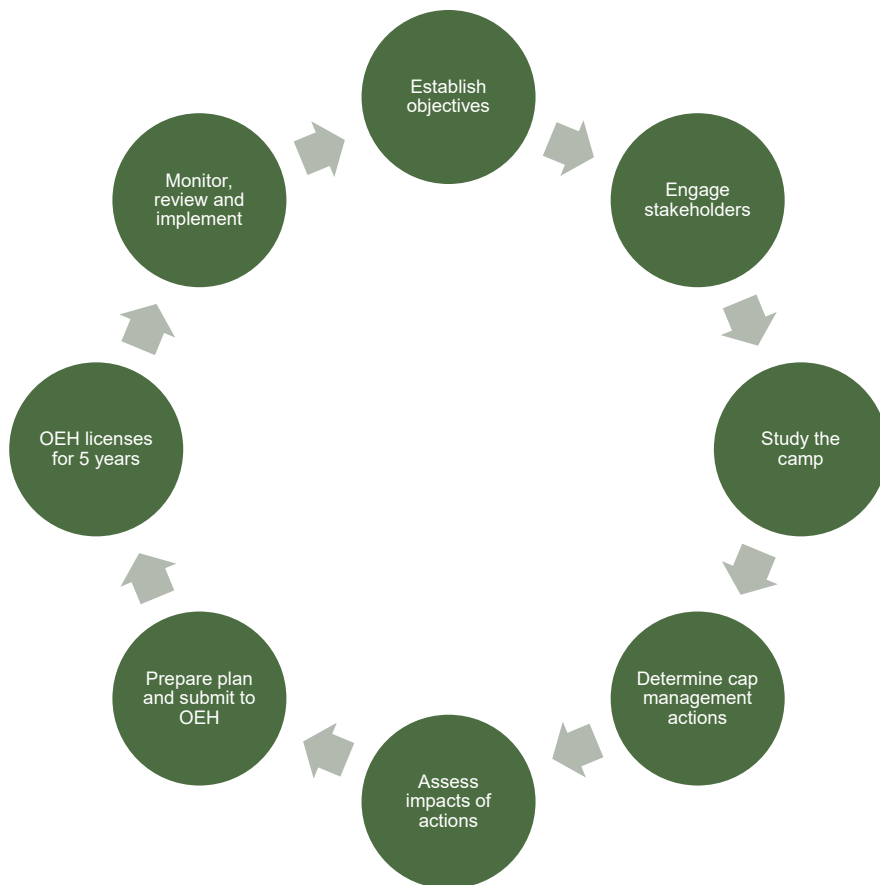 Establish
objectives
Engage
stakeholders
Study the
camp
Determine cap
management
actions
Assess
impacts of
actions
Prepare plan
and submit to
OEH
OEH licenses
for 5 years
Monitor,
review and
implement